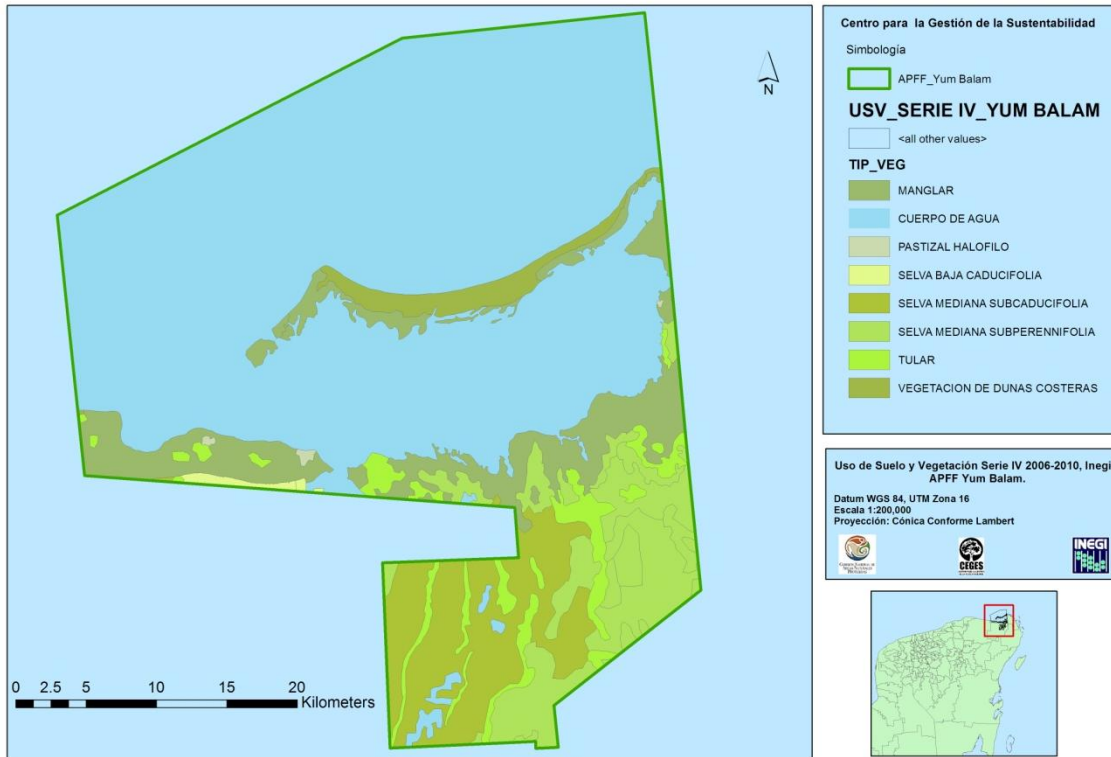 N
0 2.5 5 10 15 20
Kilometers
Centro para la Gestión de la Sustentabilidad
Simbología
APFF_Yum Balam
USV_SERIE IV_YUM BALAM
<all other values>
TIP_VEG
MANGLAR
CUERPO DE AGUA
PASTIZAL HALOFILO
SELVA BAJA CADUCIFOLIA
SELVA MEDIANA SUBCADUCIFOLIA
SELVA MEDIANA SUBPERENNIFOLIA
TULAR
VEGETACION DE DUNAS COSTERAS
Uso de Suelo y Vegetación Serie IV 2006-2010, Inegi
APFF Yum Balam.
Datum WGS 84, UTM Zona 16
Escala 1:200,000
Proyección: Cónica Conforme Lambert
CEGES
INEGI